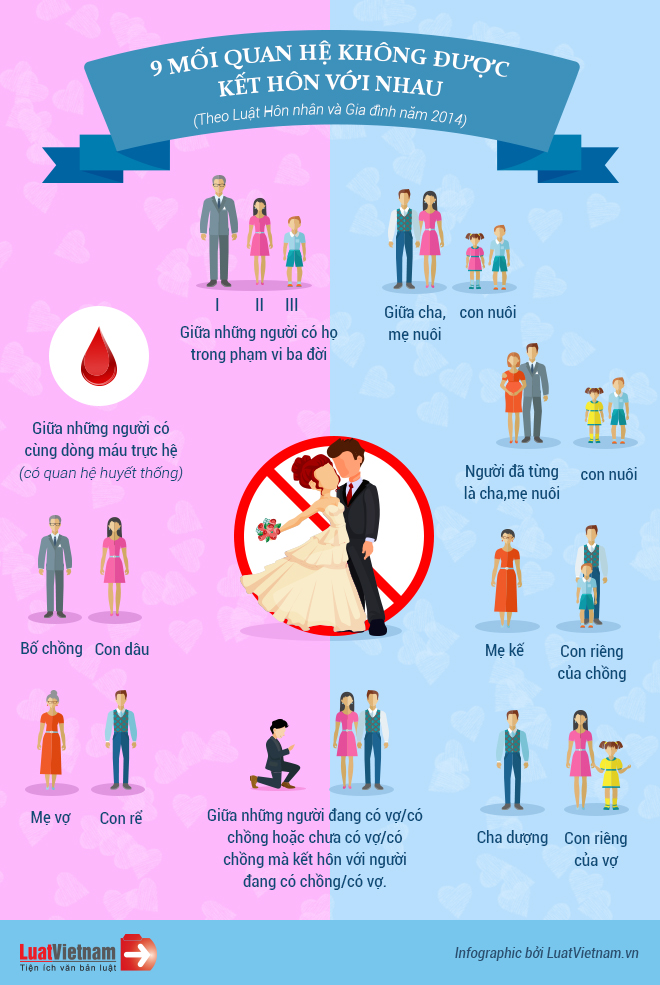 9 MỐI QUAN HỆ KHÔNG ĐƯỢC
KẾT HÔN VỚI NHAU
(Theo Luật Hôn nhân và Gia đình năm 2014)
I II III
Giữa những người có họ
trong phạm vi ba đời
Giữa cha,
mẹ nuôi
con nuôi
Giữa những người có
cùng dòng máu trực hệ
(có quan hệ huyết thống)
Người đã từng
là cha,mẹ nuôi
con nuôi
Bố chồng
Con dâu
Mẹ kế
Con riêng
của chồng
Mẹ vợ
Con rể
Giữa những người đang có vợ/có
chồng hoặc chưa có vợ/có
chồng mà kết hôn với người
đang có chồng/có vợ.
Cha dượng
Con riêng
của vợ
LuatVietnam
Tiện ích văn bản luật
Infographic bởi LuatVietnam.vn